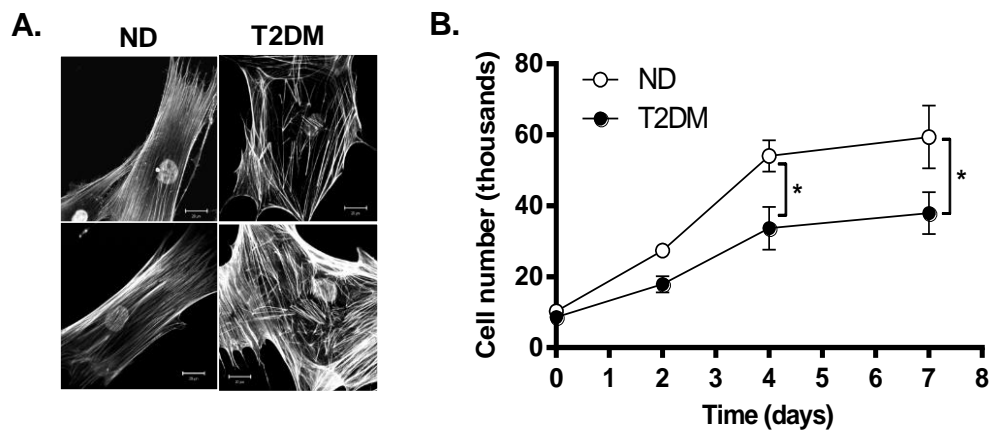 A.
ND
T2DM
B.
ND
T2DM
Cell number (thousands)
80
60
40
20
0
*
*
0 1 2 3 4 5 6 7 8
Time (days)